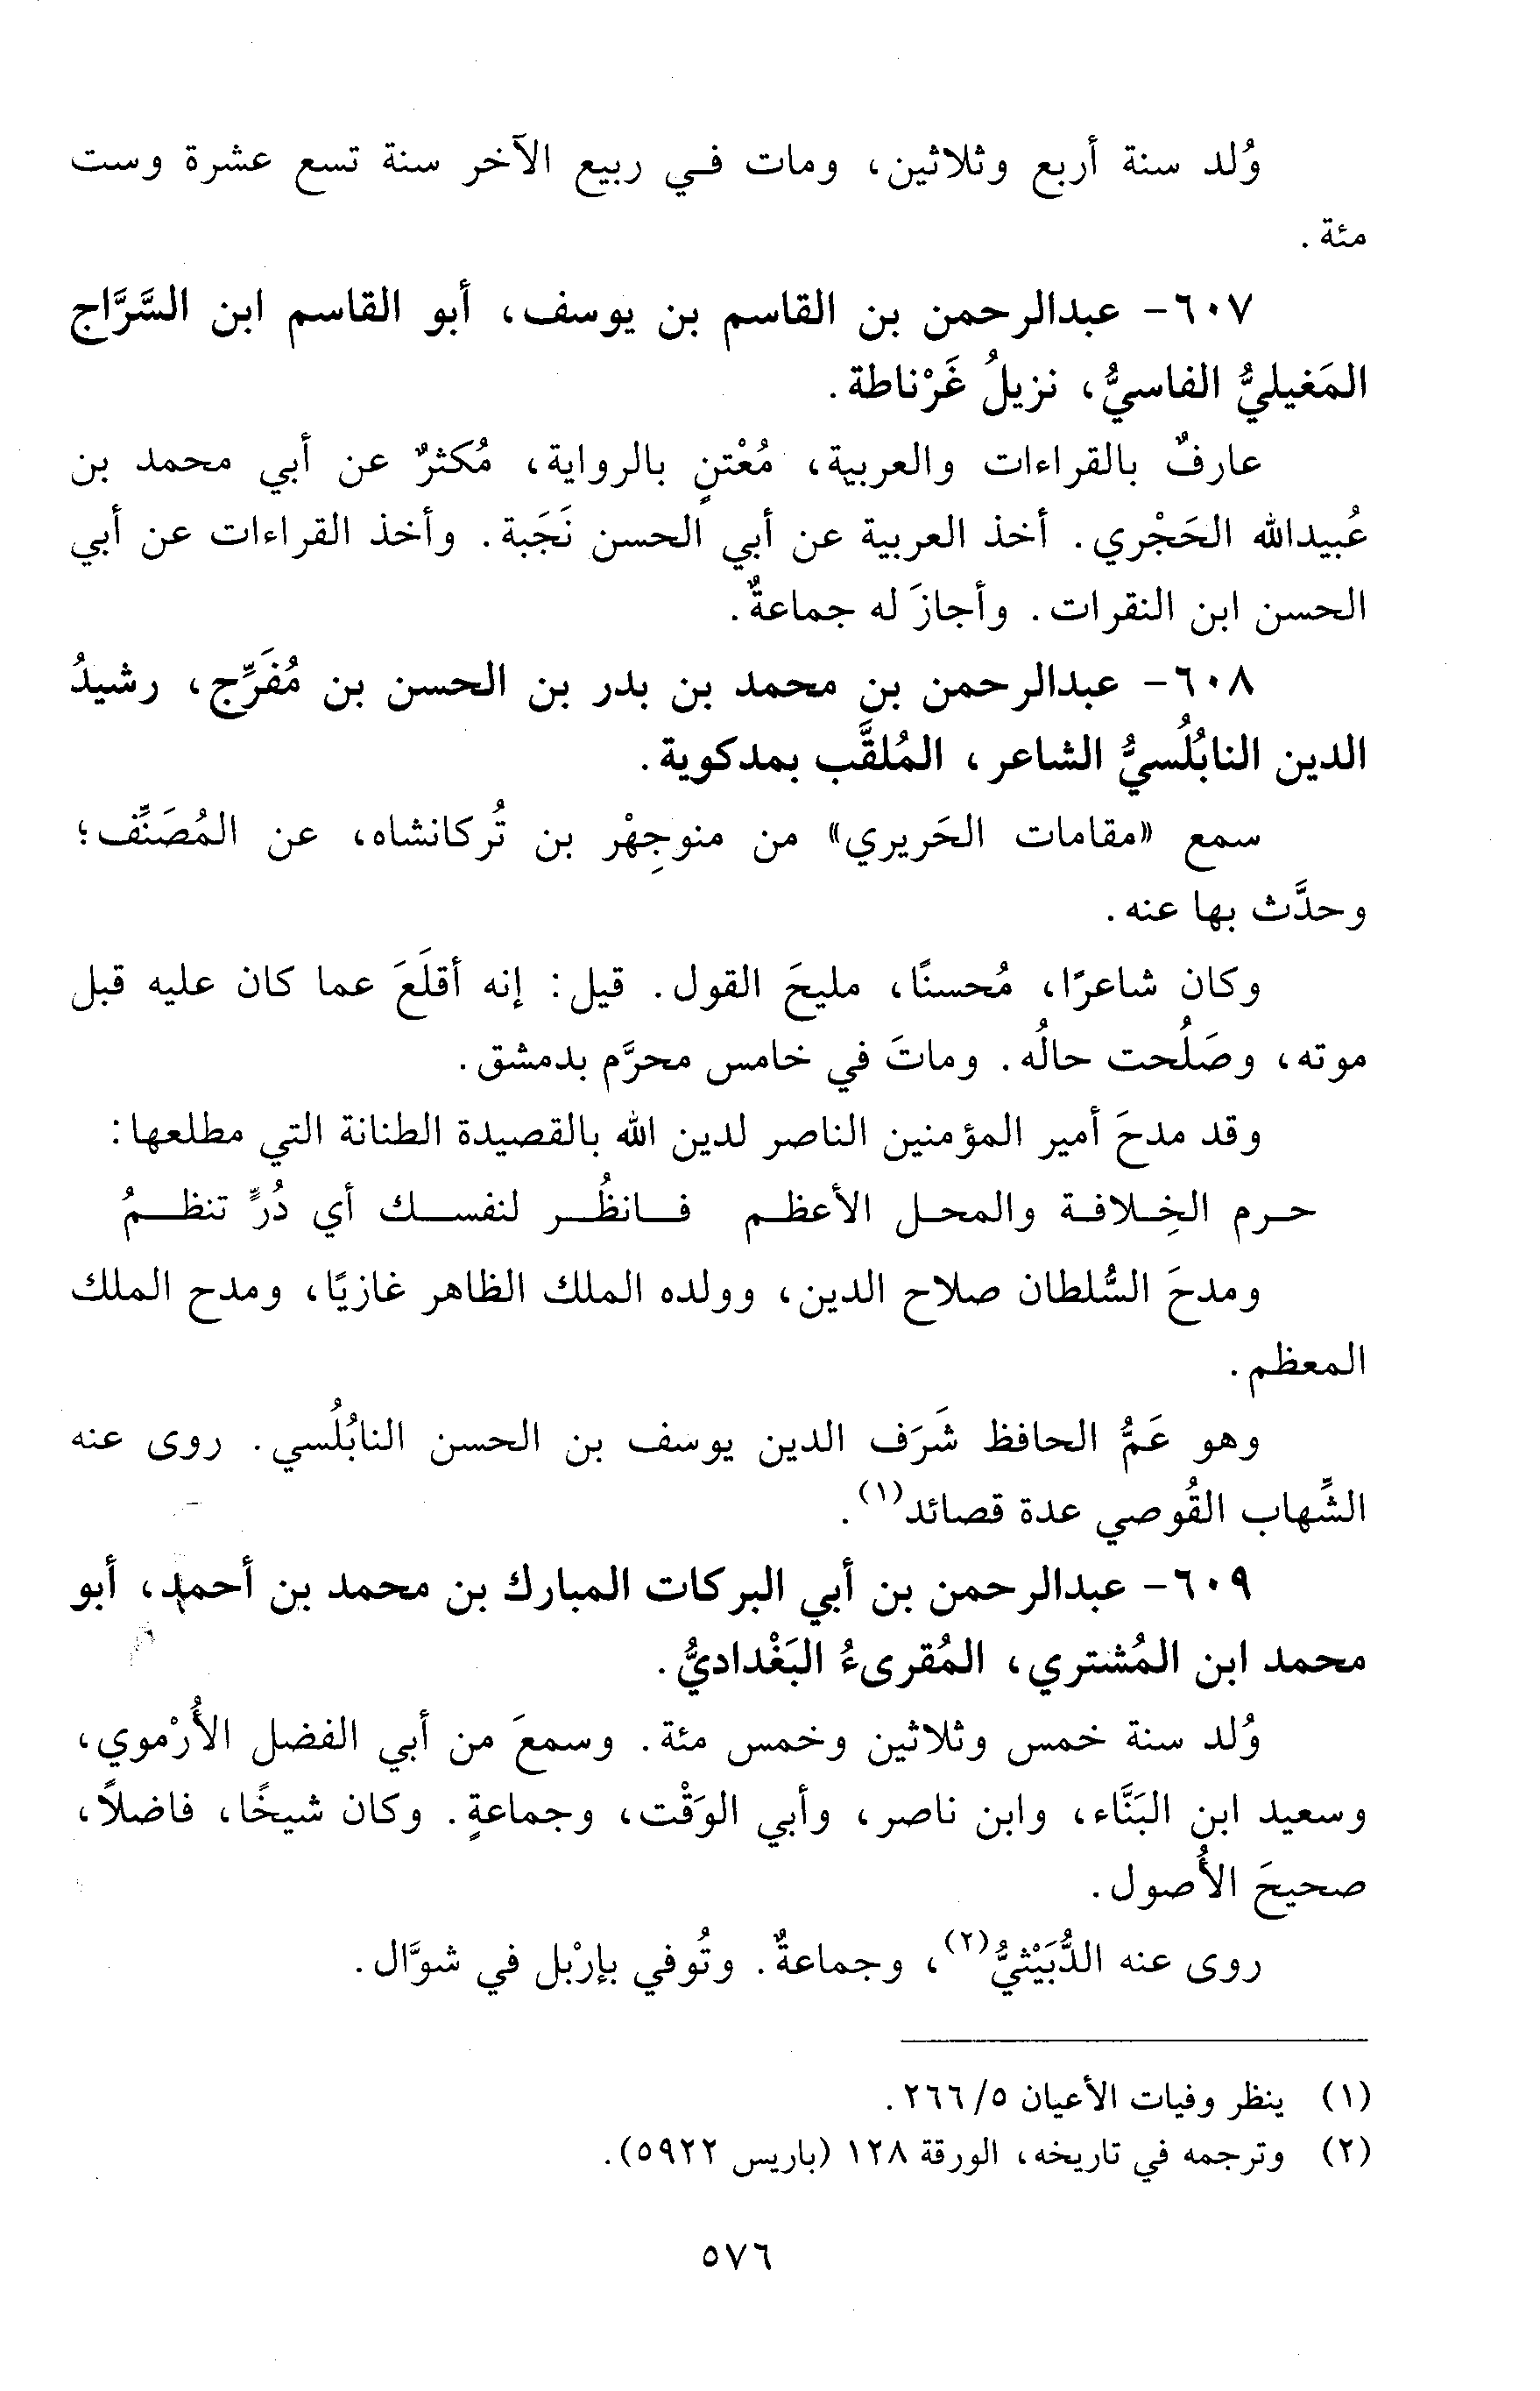 وُلد سنة أربع وثلاثين، ومات في ربيع الآخر سنة تسع عشرة وست
مئة.
٦٠٧- عبدالرحمن بن القاسم بن يوسف، أبو القاسم ابن السَّرَّاج
المَغيليُّ الفاسيُّ، نزيلُ غَرْناطة.
عارفٌ بالقراءات والعربية، مُعْتنٍ بالرواية، مُكثرٌ عن أبي محمد بن
عُبيدالله الحَجْري. أخذ العربية عن أبي الحسن نَجَبة. وأخذ القراءات عن أبي
الحسن ابن النقرات. وأجازَ له جماعةٌ.
٦٠٨- عبدالرحمن بن محمد بن بدر بن الحسن بن مُفَرِّج، رشيدُ
الدين النابُلُسيُّ الشاعر، المُلقَّب بمدكوية.
سمع «مقامات الحَريري» من منوجِهْر بن تُركانشاه، عن المُصَنِّف؛
وحدَّث بها عنه.
وكان شاعرًا، مُحسنًا، مليحَ القول. قيل: إنه أقلَعَ عما كان عليه قبل
موته، وصَلُحت حالُه. وماتَ في خامس محرَّم بدمشق.
وقد مدحَ أمير المؤمنين الناصر لدين الله بالقصيدة الطنانة التي مطلعها:
حرم الخِلافة والمحل الأعظم فانظُر لنفسك أي دُرٍّ تنظمُ
ومدحَ السُّلطان صلاح الدين، وولده الملك الظاهر غازيًا، ومدح الملك
المعظم.
وهو عَمُّ الحافظ شَرَف الدين يوسف بن الحسن النابُلُسي. روى عنه
الشِّهاب القُوصي عدة قصائد(١).
٦٠٩- عبدالرحمن بن أبي البركات المبارك بن محمد بن أحمد، أبو
محمد ابن المُشتري، المُقرىءُ البَغْداديُّ.
وُلد سنة خمس وثلاثين وخمس مئة. وسمعَ من أبي الفضل الأُرْموي،
وسعيد ابن البَنَّاء، وابن ناصر، وأبي الوَقْت، وجماعةٍ. وكان شيخًا، فاضلاً،
صحيحَ الأُصول.
روى عنه الدُّبَيْثيُّ(٢)، وجماعةٌ. وتُوفي بإرْبل في شوَّال.
(١) ينظر وفيات الأعيان ٥/ ٢٦٦.
(٢) وترجمه في تاريخه، الورقة ١٢٨ (باريس ٥٩٢٢).
٥٧٦